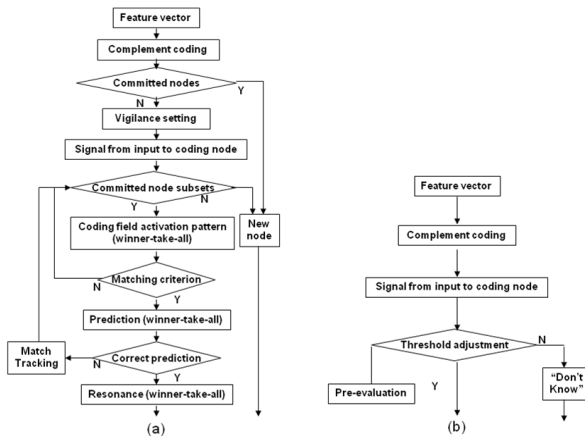 Feature vector
Complement coding
Committed nodes
Y
N
Vigilance setting
Signal from input to coding node
Committed node subsets
Y
N
Coding field activation pattern
(winner-take-all)
New
node
Matching criterion
N
Y
Prediction (winner-take-all)
Match
Tracking
Correct prediction
N
Y
Resonance (winner-take-all)
(a)
Feature vector
Complement coding
Signal from input to coding node
Threshold adjustment
N
Pre-evaluation
Y
“Don't
Know”
(b)